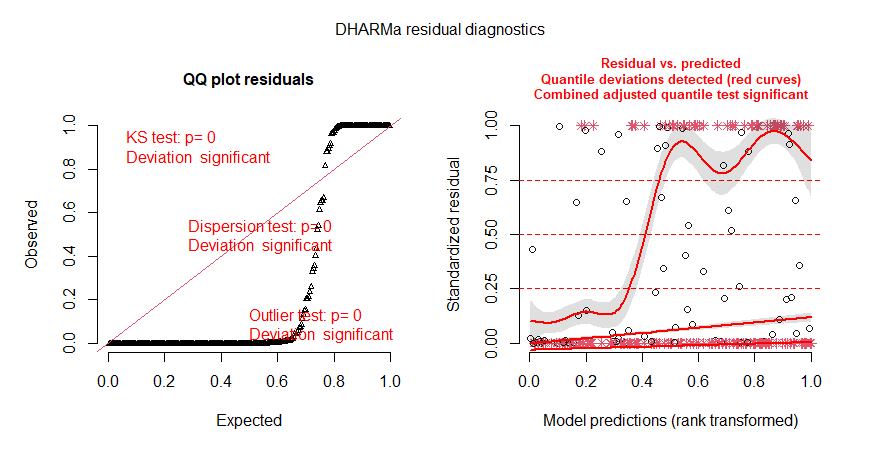 DHARMa residual diagnostics
QQ plot residuals
KS test: p= 0
Deviation significant
Dispersion test: p= 0
Deviation significant
Outlier test: p= 0
Deviation significant
Observed
0.0 0.2 0.4 0.6 0.8 1.0
0.0 0.2 0.4 0.6 0.8 1.0
Expected
Residual vs. predicted
Quantile deviations detected (red curves)
Combined adjusted quantile test significant
Standardized residual
0.00 0.25 0.50 0.75 1.00
0.0 0.2 0.4 0.6 0.8 1.0
Model predictions (rank transformed)